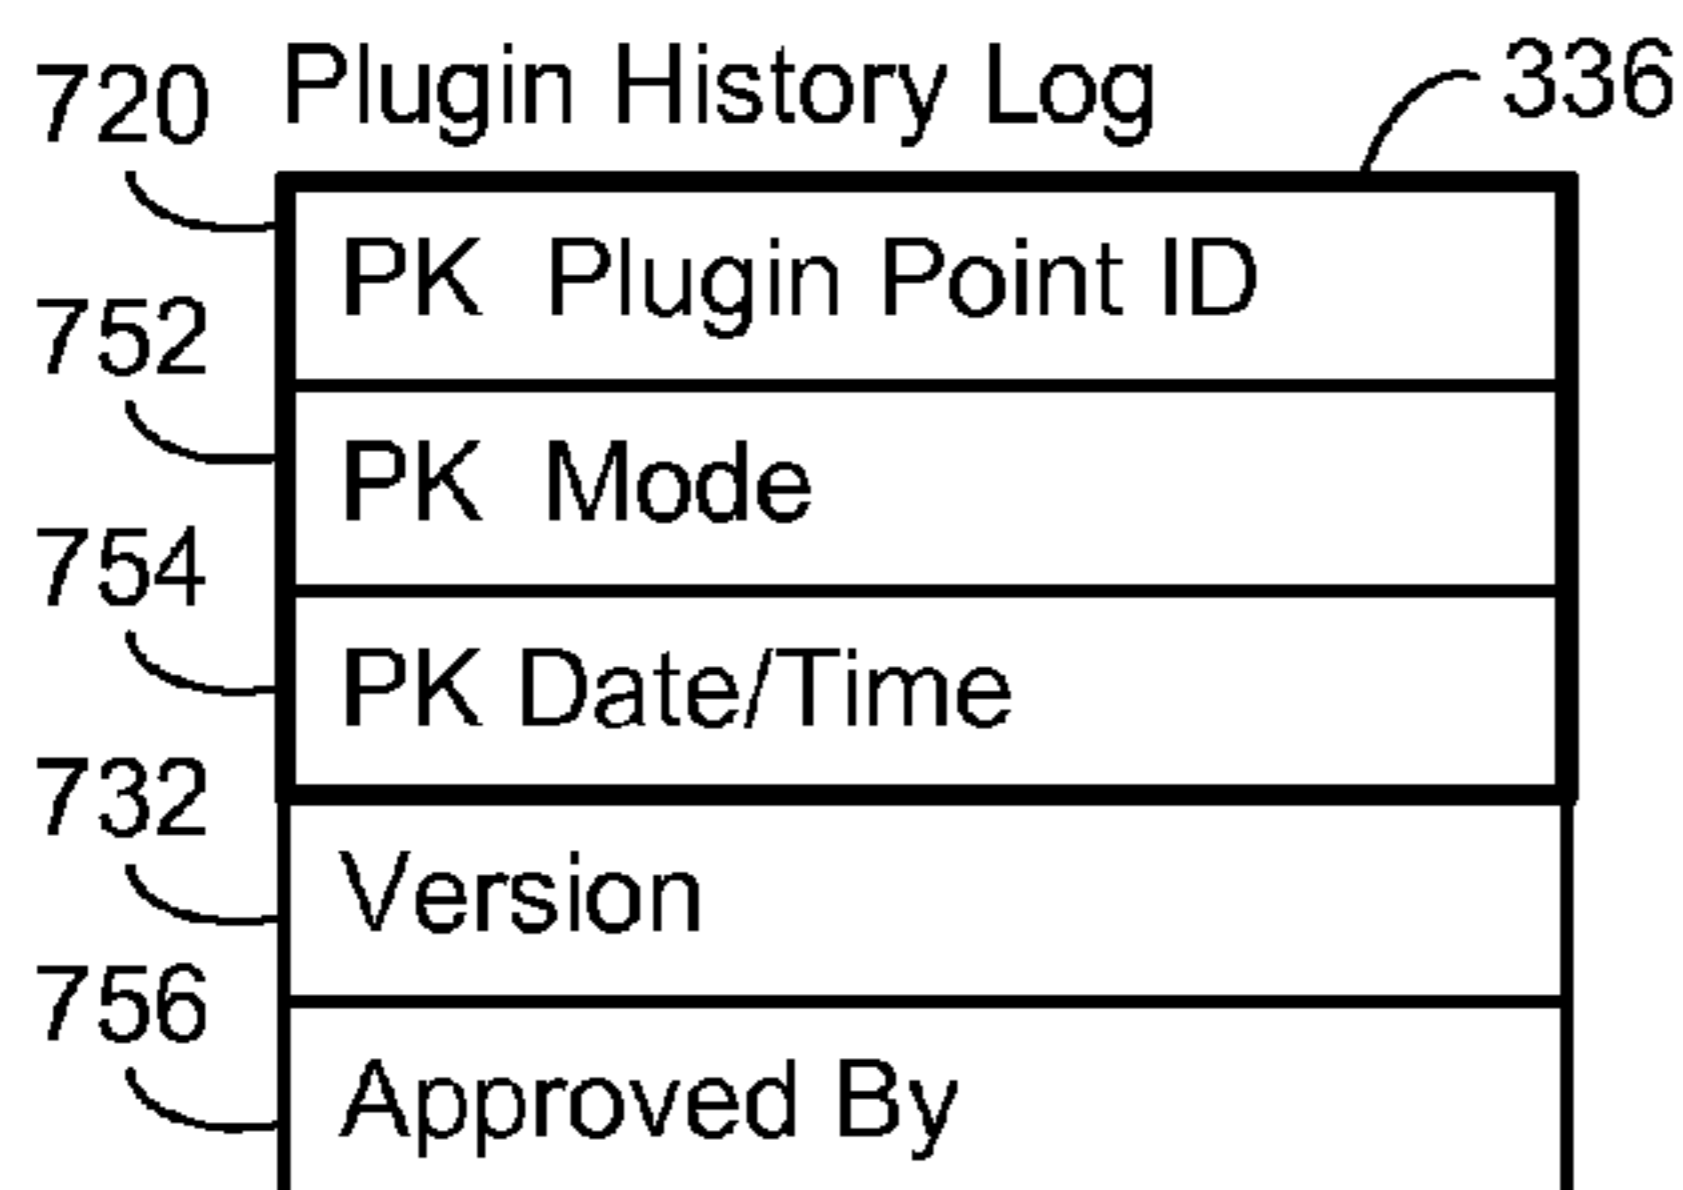 720 Plugin History Log 336
PK Plugin Point ID
752
PK Mode
754
PK Date/Time
732
Version
756
Approved By